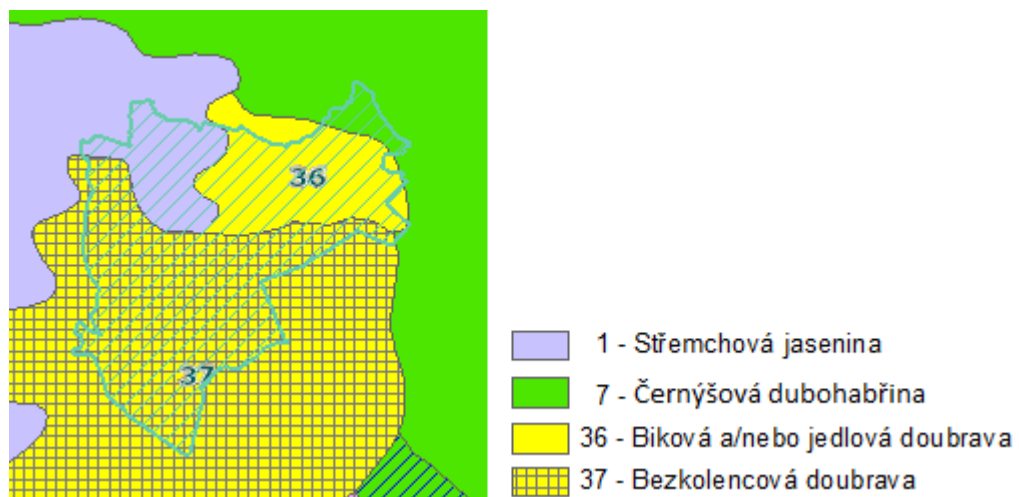 36
37
1 - Střemchová jasenina
7 - Černýšová dubohabřina
36 - Biková a/nebo jedlová doubrava
37 - Bezkolencová doubrava